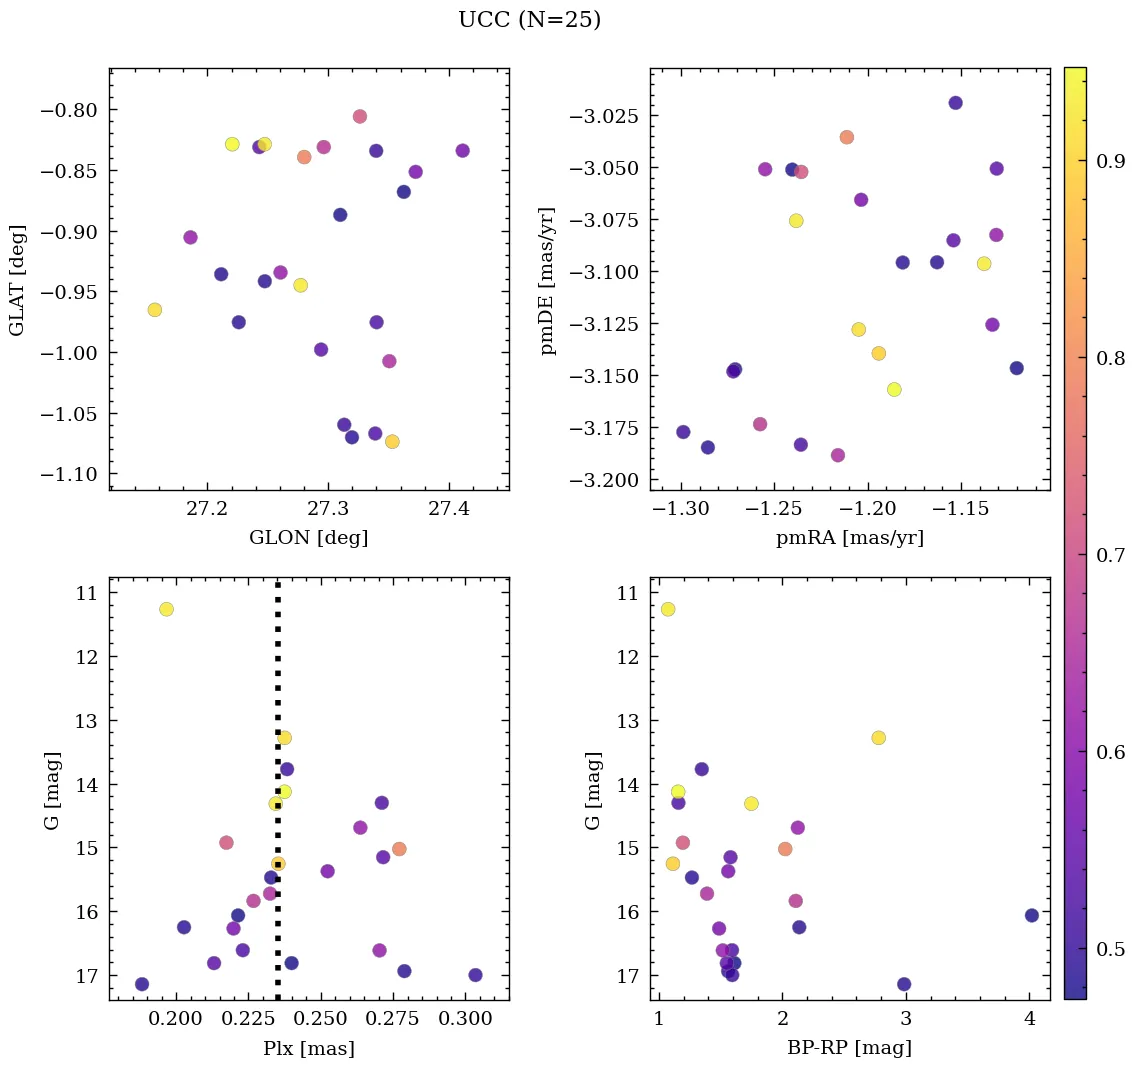 UCC (N=25)
−0.80
−0.85
−0.90
−0.95
−1.00
−1.05
−1.10
GLAT [deg]
27.2 27.3 27.4
GLON [deg]
−3.025
−3.050
−3.075
−3.100
−3.125
−3.150
−3.175
−3.200
pmDE [mas/yr]
−1.30 −1.25 −1.20 −1.15
pmRA [mas/yr]
11
12
13
14
15
16
17
G [mag]
0.200 0.225 0.250 0.275 0.300
Plx [mas]
11
12
13
14
15
16
17
G [mag]
1 2 3 4
BP-RP [mag]
0.9
0.8
0.7
0.6
0.5